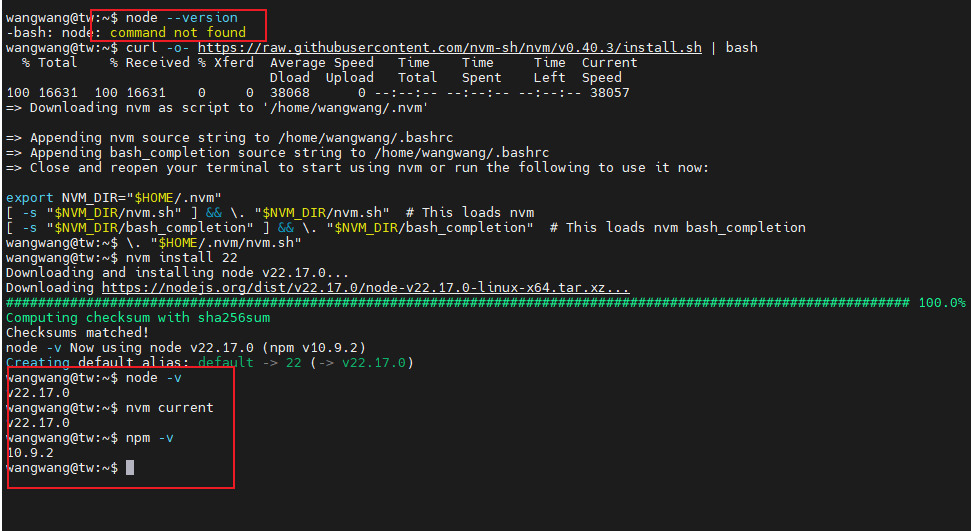 wangwang@tw:~$ node --version
-bash: node: command not found
wangwang@tw:~$ curl -o- https://raw.githubusercontent.com/nvm-sh/nvm/v0.40.3/install.sh | bash
  % Total    % Received % Xferd  Average Speed   Time    Time     Time  Current
                                 Dload  Upload   Total   Spent    Left  Speed
100 16631  100 16631    0     0  38068      0 --:--:-- --:--:-- --:--:-- 38057
=> Downloading nvm as script to '/home/wangwang/.nvm'

=> Appending nvm source string to /home/wangwang/.bashrc
=> Appending bash_completion source string to /home/wangwang/.bashrc
=> Close and reopen your terminal to start using nvm or run the following to use it now:

export NVM_DIR="$HOME/.nvm"
[ -s "$NVM_DIR/nvm.sh" ] && \. "$NVM_DIR/nvm.sh"  # This loads nvm
[ -s "$NVM_DIR/bash_completion" ] && \. "$NVM_DIR/bash_completion"  # This loads nvm bash_completion
wangwang@tw:~$ \. "$HOME/.nvm/nvm.sh"
wangwang@tw:~$ nvm install 22
Downloading and installing node v22.17.0...
Downloading https://nodejs.org/dist/v22.17.0/node-v22.17.0-linux-x64.tar.xz...
################################################################################################################# 100.0%
Computing checksum with sha256sum
Checksums matched!
node -v Now using node v22.17.0 (npm v10.9.2)
Creating default alias: default -> 22 (-> v22.17.0)
wangwang@tw:~$ node -v
v22.17.0
wangwang@tw:~$ nvm current
v22.17.0
wangwang@tw:~$ npm -v
10.9.2
wangwang@tw:~$